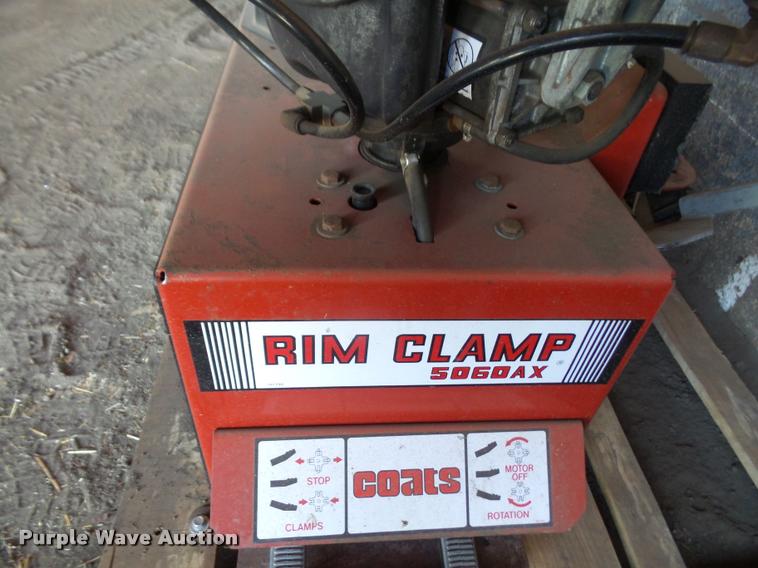 RIM CLAMP
5060AX
STOP
CLAMPS
coats
MOTOR
OFF
ROTATION
Purple Wave Auction